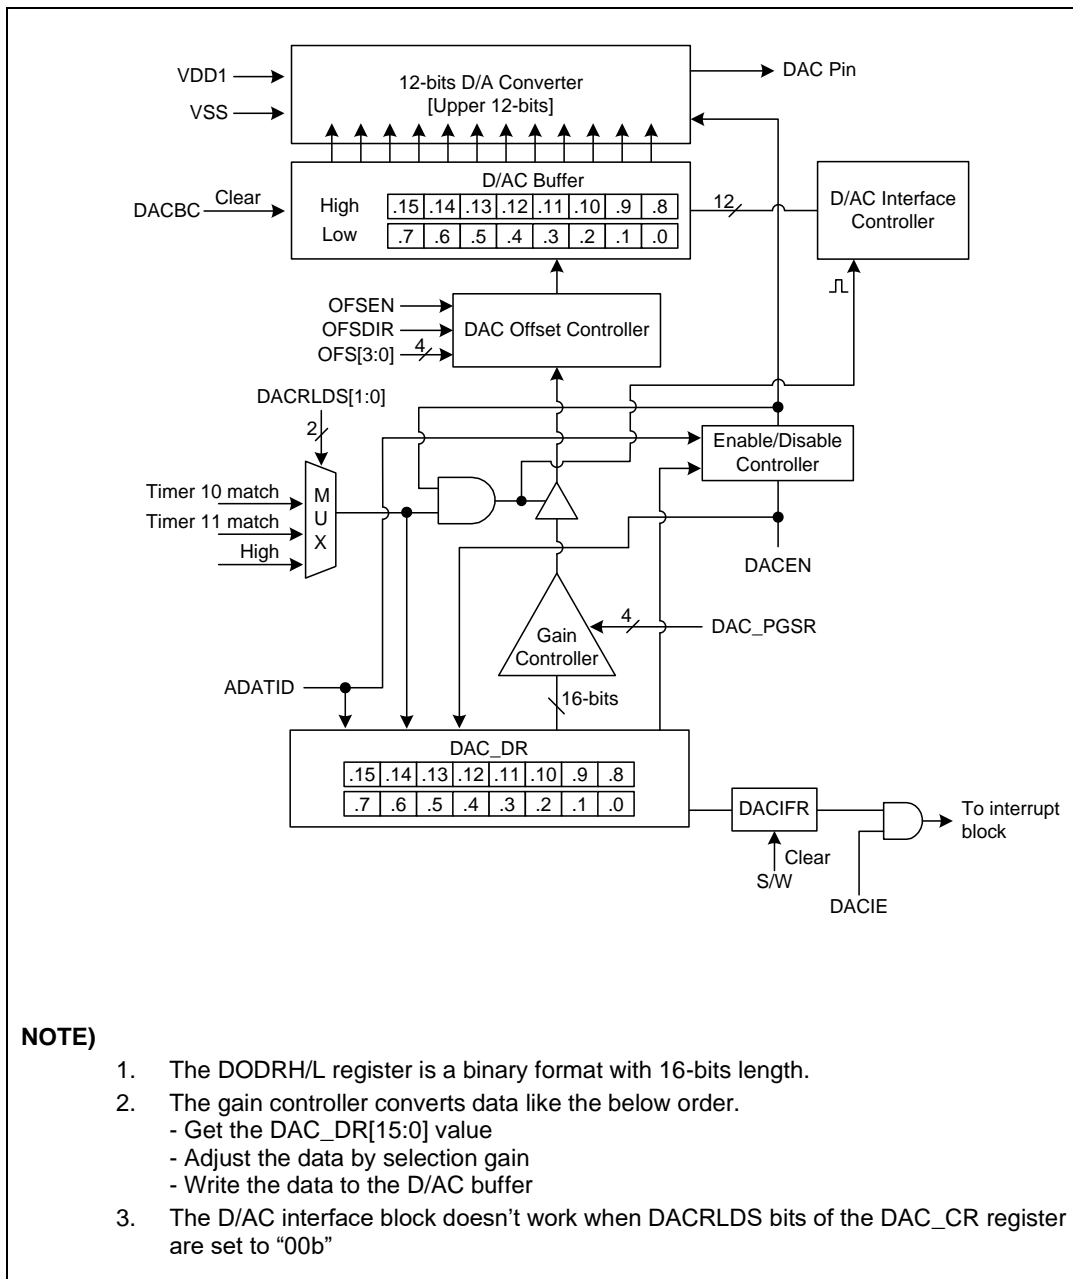 VDD1
VSS
12-bits D/A Converter
[Upper 12-bits]
DAC Pin
D/AC Buffer
DACBC
Clear
High
.15 .14 .13 .12 .11 .10 .9 .8
Low
.7 .6 .5 .4 .3 .2 .1 .0
12
D/AC Interface
Controller
OFSEN
OFSDIR
OFS[3:0]
4
DAC Offset Controller
DACRLDS[1:0]
2
Enable/Disable
Controller
Timer 10 match
Timer 11 match
High
M
U
X
DACEN
4
DAC_PGSR
Gain
Controller
ADATID
16-bits
DAC_DR
.15 .14 .13 .12 .11 .10 .9 .8
.7 .6 .5 .4 .3 .2 .1 .0
DACIFR
To interrupt
block
Clear
S/W
DACIE
NOTE)
1. The DODRH/L register is a binary format with 16-bits length.
2. The gain controller converts data like the below order.
- Get the DAC_DR[15:0] value
- Adjust the data by selection gain
- Write the data to the D/AC buffer
3. The D/AC interface block doesn’t work when DACRLDS bits of the DAC_CR register
are set to “00b”